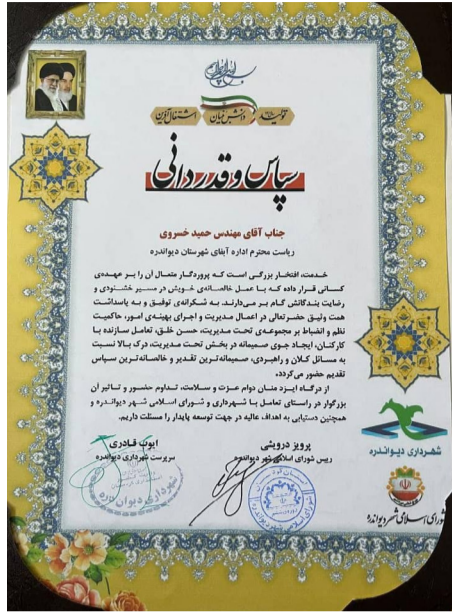 بسم الله الرحمن الرحیم
تولید، دانش بنیان، اشتغال آفرین
سپاس و قدردانی
جناب آقای مهندس حمید خسروی
ریاست محترم اداره آبفای شهرستان دیواندره
خدمت، افتخار بزرگی است که پروردگار متعال آن را بر عهده‌ی
کسانی قرار داده که با عمل خالصانه‌ی خویش در مسیر خشنودی و
رضایت بندگانش گام بر می‌دارند. به شکرانه‌ی توفیق و به پاسداشت
همت وثیق حضرتعالی در اعمال مدیریت و اجرای بهینه‌ی امور، حاکمیت
نظم و انضباط بر مجموعه‌ی تحت مدیریت، حسن خلق، تعامل سازنده با
کارکنان، ایجاد جوی صمیمانه در بخش تحت مدیریت، درک بالا نسبت
به مسائل کلان و راهبردی، صمیمانه‌ترین تقدیر و خالصانه‌ترین سپاس
تقدیم حضور می‌گردد.
از درگاه ایزد منان دوام عزت و سلامت، تداوم حضور و تاثیر آن
بزرگوار در راستای تعامل با شهرداری و شورای اسلامی شهر دیواندره و
همچنین دستیابی به اهداف عالیه در جهت توسعه پایدار را مسئلت داریم.
پرویز درویشی
رییس شورای اسلامی شهر دیواندره
ایوب قادری
سرپرست شهرداری دیواندره
شهرداری دیواندره
شورای اسلامی شهر دیواندره